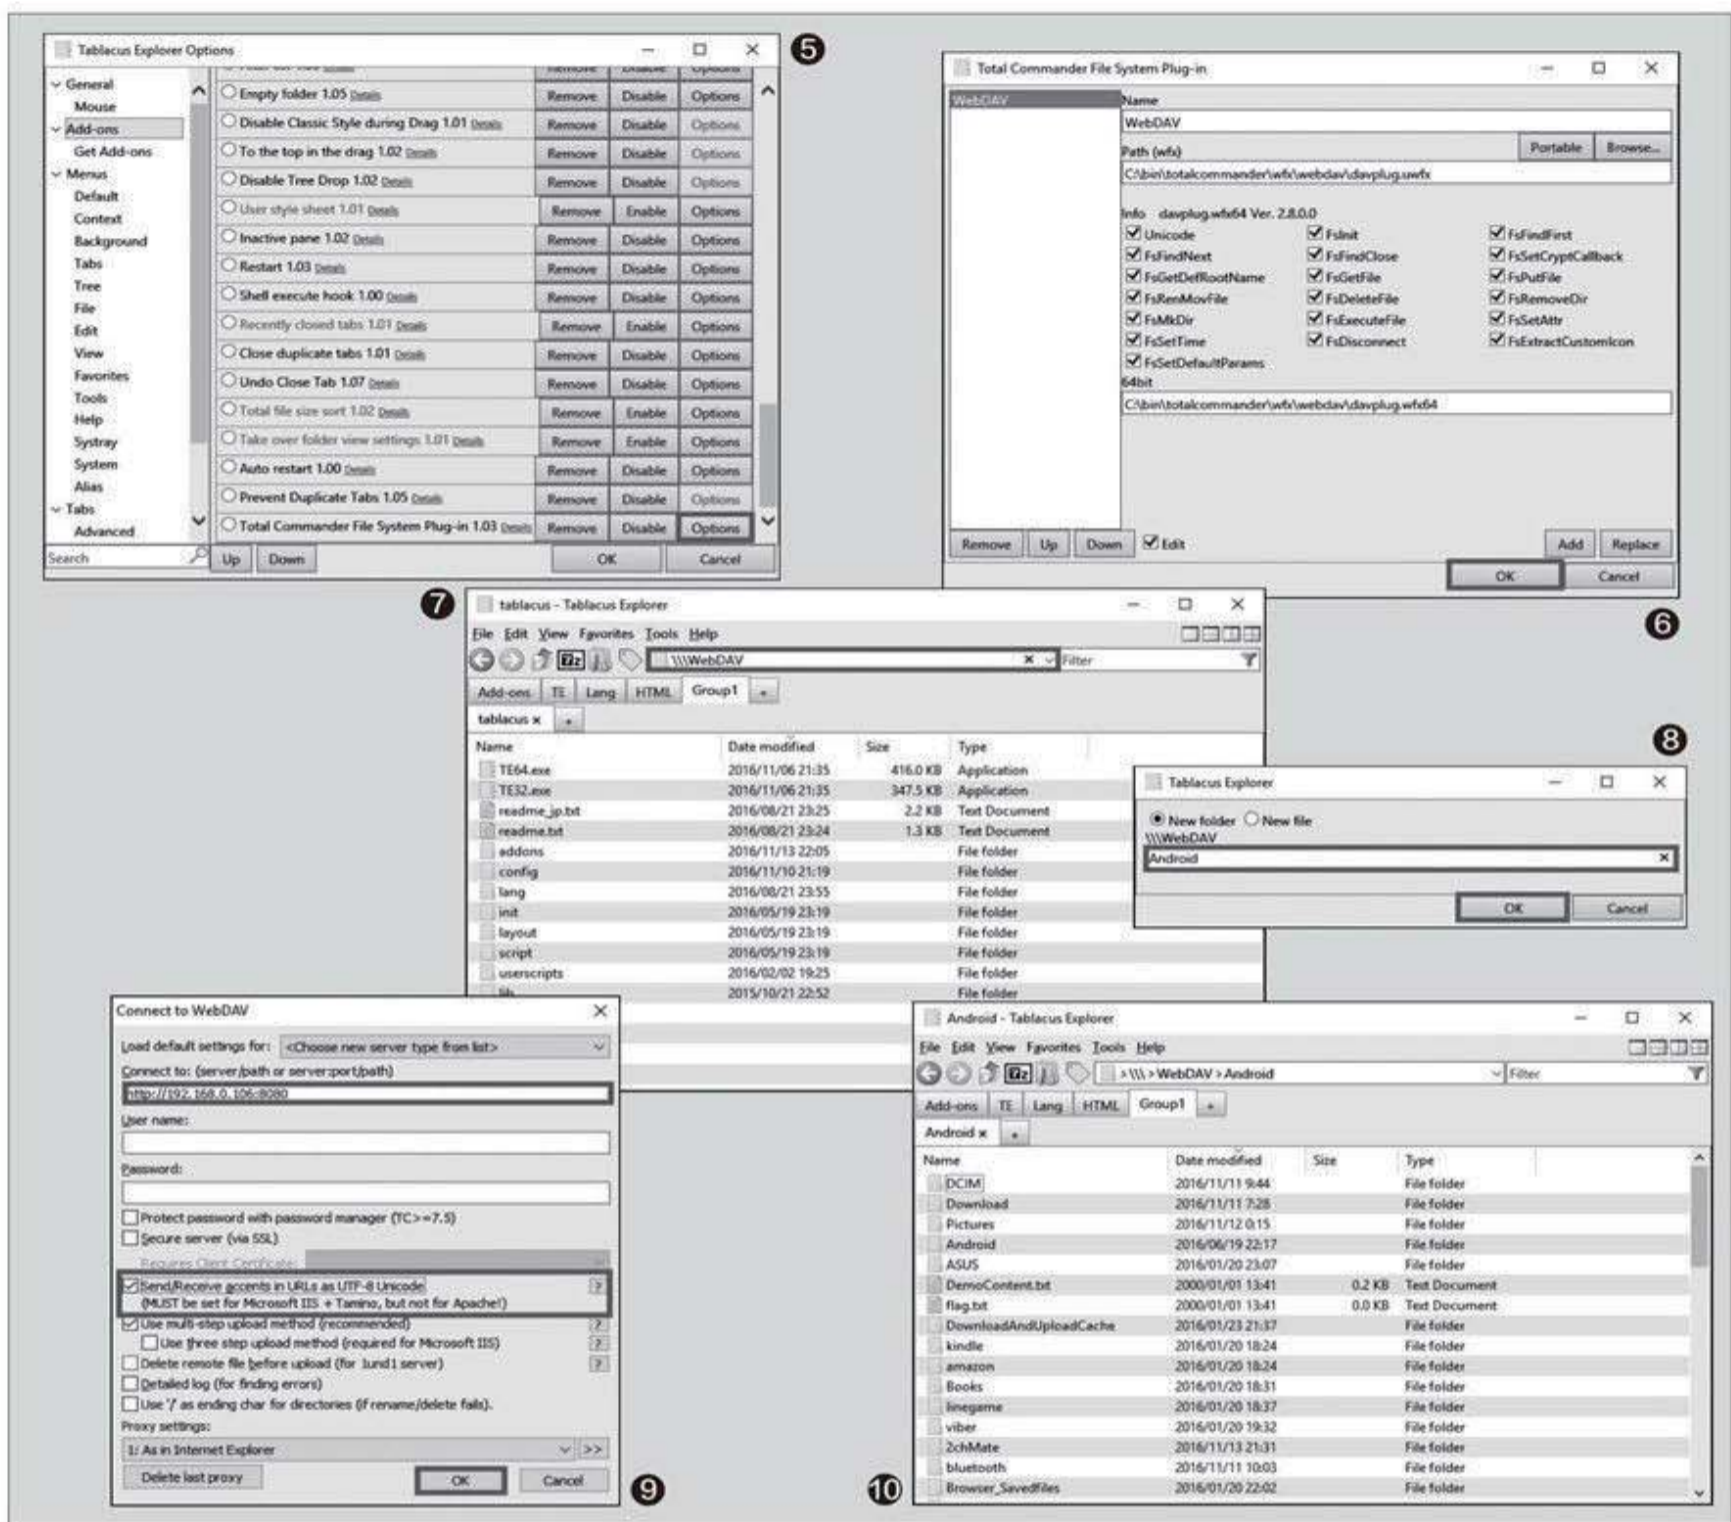 Tablacus Explorer Options
❺
General
Mouse
Add-ons
Get Add-ons
Menus
Default
Context
Background
Tabs
Tree
File
Edit
View
Favorites
Tools
Help
Systray
System
Alias
Tabs
Advanced
Search
Remove Disable Options
Empty folder 1.05 Details Remove Disable Options
Disable Classic Style during Drag 1.01 Details Remove Disable Options
To the top in the drag 1.02 Details Remove Disable Options
Disable Tree Drop 1.02 Details Remove Disable Options
User style sheet 1.01 Details Remove Enable Options
Inactive pane 1.02 Details Remove Disable Options
Restart 1.03 Details Remove Disable Options
Shell execute hook 1.00 Details Remove Disable Options
Recently closed tabs 1.01 Details Remove Enable Options
Close duplicate tabs 1.01 Details Remove Disable Options
Undo Close Tab 1.07 Details Remove Disable Options
Total file size sort 1.02 Details Remove Enable Options
Take over folder view settings 1.01 Details Remove Enable Options
Auto restart 1.00 Details Remove Disable Options
Prevent Duplicate Tabs 1.05 Details Remove Disable Options
Total Commander File System Plug-in 1.03 Details Remove Disable Options
Up Down OK Cancel
Total Commander File System Plug-in
WebDAV
Name
WebDAV
Path (wfx) Portable Browse...
C:\bin\totalcommander\wfx\webdav\davplug.uwfx
Info davplug.wfx64 Ver. 2.8.0.0
Unicode FsInit FsFindFirst
FsFindNext FsFindClose FsSetCryptCallback
FsGetDefRootName FsGetFile FsPutFile
FsRenMovFile FsDeleteFile FsRemoveDir
FsMkDir FsExecuteFile FsSetAttr
FsSetTime FsDisconnect FsExtractCustomIcon
FsSetDefaultParams
64bit
C:\bin\totalcommander\wfx\webdav\davplug.wfx64
Remove Up Down Edit Add Replace
OK Cancel
❻
❼
tablacus - Tablacus Explorer
File Edit View Favorites Tools Help
\\\WebDAV Filter
Add-ons TE Lang HTML Group1 +
tablacus × +
Name Date modified Size Type
TE64.exe 2016/11/06 21:35 416.0 KB Application
TE32.exe 2016/11/06 21:35 347.5 KB Application
readme_jp.txt 2016/08/21 23:25 2.2 KB Text Document
readme.txt 2016/08/21 23:24 1.3 KB Text Document
addons 2016/11/13 22:05 File folder
config 2016/11/10 21:19 File folder
lang 2016/08/21 23:55 File folder
init 2016/05/19 23:19 File folder
layout 2016/05/19 23:19 File folder
script 2016/05/19 23:19 File folder
userscripts 2016/02/02 19:25 File folder
lib 2015/10/21 22:52 File folder
❽
Tablacus Explorer
New folder New file
\\\WebDAV
Android
OK Cancel
Connect to WebDAV
Load default settings for: <Choose new server type from list>
Connect to: (server/path or server:port/path)
http://192.168.0.106:8080
User name:
Password:
Protect password with password manager (TC>=7.5)
Secure server (via SSL)
Requires Client Certificate:
Send/Receive accents in URLs as UTF-8 Unicode ?
(MUST be set for Microsoft IIS + Tamino, but not for Apache!)
Use multi-step upload method (recommended) ?
Use three step upload method (required for Microsoft IIS) ?
Delete remote file before upload (for 1und1 server) ?
Detailed log (for finding errors)
Use '/' as ending char for directories (if rename/delete fails).
Proxy settings:
1: As in Internet Explorer >>
Delete last proxy OK Cancel
❾
❿
Android - Tablacus Explorer
File Edit View Favorites Tools Help
> \\\ > WebDAV > Android Filter
Add-ons TE Lang HTML Group1 +
Android × +
Name Date modified Size Type
DCIM 2016/11/11 9:44 File folder
Download 2016/11/11 7:28 File folder
Pictures 2016/11/12 0:15 File folder
Android 2016/06/19 22:17 File folder
ASUS 2016/01/20 23:07 File folder
DemoContent.txt 2000/01/01 13:41 0.2 KB Text Document
flag.txt 2000/01/01 13:41 0.0 KB Text Document
DownloadAndUploadCache 2016/01/23 21:37 File folder
kindle 2016/01/20 18:24 File folder
amazon 2016/01/20 18:24 File folder
Books 2016/01/20 18:31 File folder
linegame 2016/01/20 18:37 File folder
viber 2016/01/20 19:32 File folder
2chMate 2016/11/13 21:31 File folder
bluetooth 2016/11/11 10:03 File folder
Browser_SavedFiles 2016/01/20 22:02 File folder